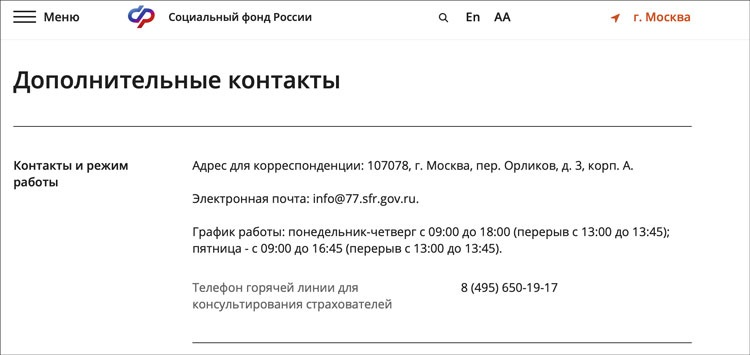 Меню
Социальный фонд России
En АА
г. Москва
Дополнительные контакты
Контакты и режим
работы
Адрес для корреспонденции: 107078, г. Москва, пер. Орликов, д. 3, корп. А.
Электронная почта: info@77.sfr.gov.ru.
График работы: понедельник-четверг с 09:00 до 18:00 (перерыв с 13:00 до 13:45);
пятница - с 09:00 до 16:45 (перерыв с 13:00 до 13:45).
Телефон горячей линии для
консультирования страхователей
8 (495) 650-19-17